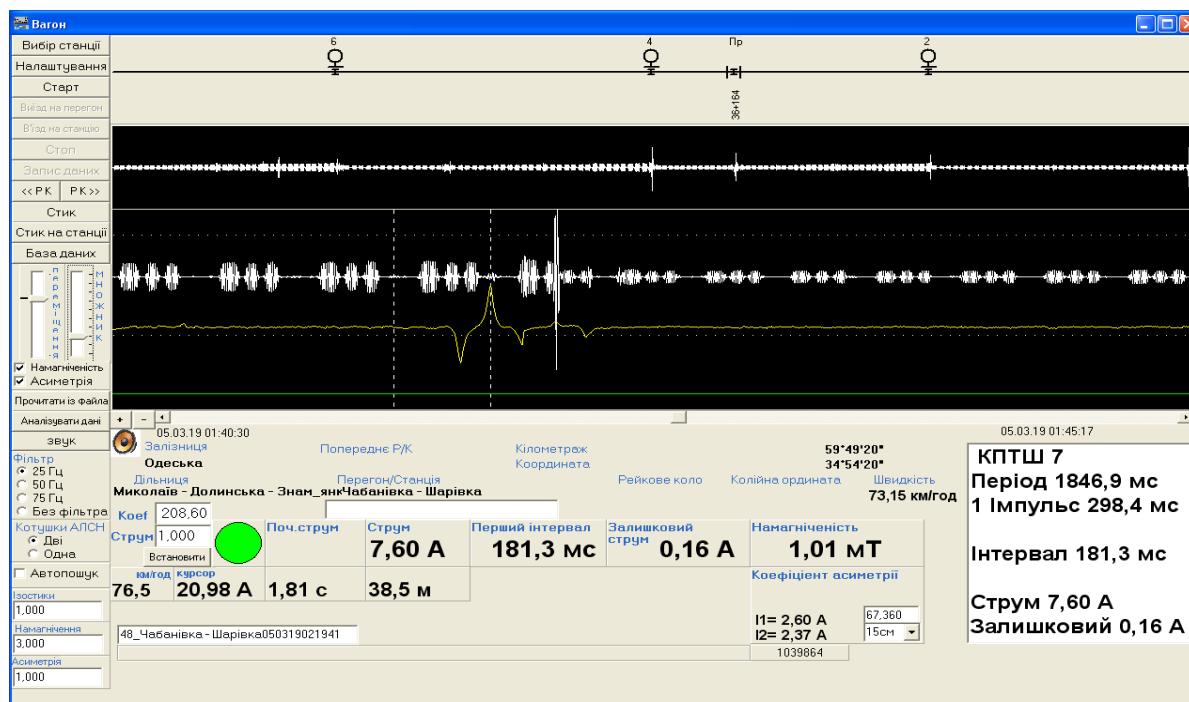 Вагон
Вибір станції
Налаштування
Старт
Виїзд на перегон
В'їзд на станцію
Стоп
Запис даних
<< РК РК >>
Стик
Стик на станції
База даних
переміщення
множник
Намагніченість
Асиметрія
Прочитати із файла
Аналізувати дані
звук
Фільтр
25 Гц
50 Гц
75 Гц
Без фільтра
Котушки АЛСН
Дві
Одна
Автопошук
Ізостики
1,000
Намагнічення
3,000
Асиметрія
1,000
6 4 Пр 2
36+164
+ -
05.03.19 01:40:30 05.03.19 01:45:17
Залізниця Попереднє Р/К Кілометраж 59°49'20"
Одеська Координата 34°54'20"
Дільниця Перегон/Станція Рейкове коло Колійна ордината Швидкість
Миколаїв - Долинська - Знам_янкЧабанівка - Шарівка 73,15 км/год
Koef 208,60
Струм 1,000
Встановити
Поч.струм Струм Перший інтервал Залишковий струм Намагніченість
7,60 А 181,3 мс 0,16 А 1,01 мТ
км/год курсор Коефіціент асиметрії
76,5 20,98 А 1,81 с 38,5 м
I1= 2,60 А 67,360
I2= 2,37 А 15см
48_Чабанівка - Шарівка050319021941
1039864
КПТШ 7
Період 1846,9 мс
1 Імпульс 298,4 мс
Інтервал 181,3 мс
Струм 7,60 А
Залишковий 0,16 А